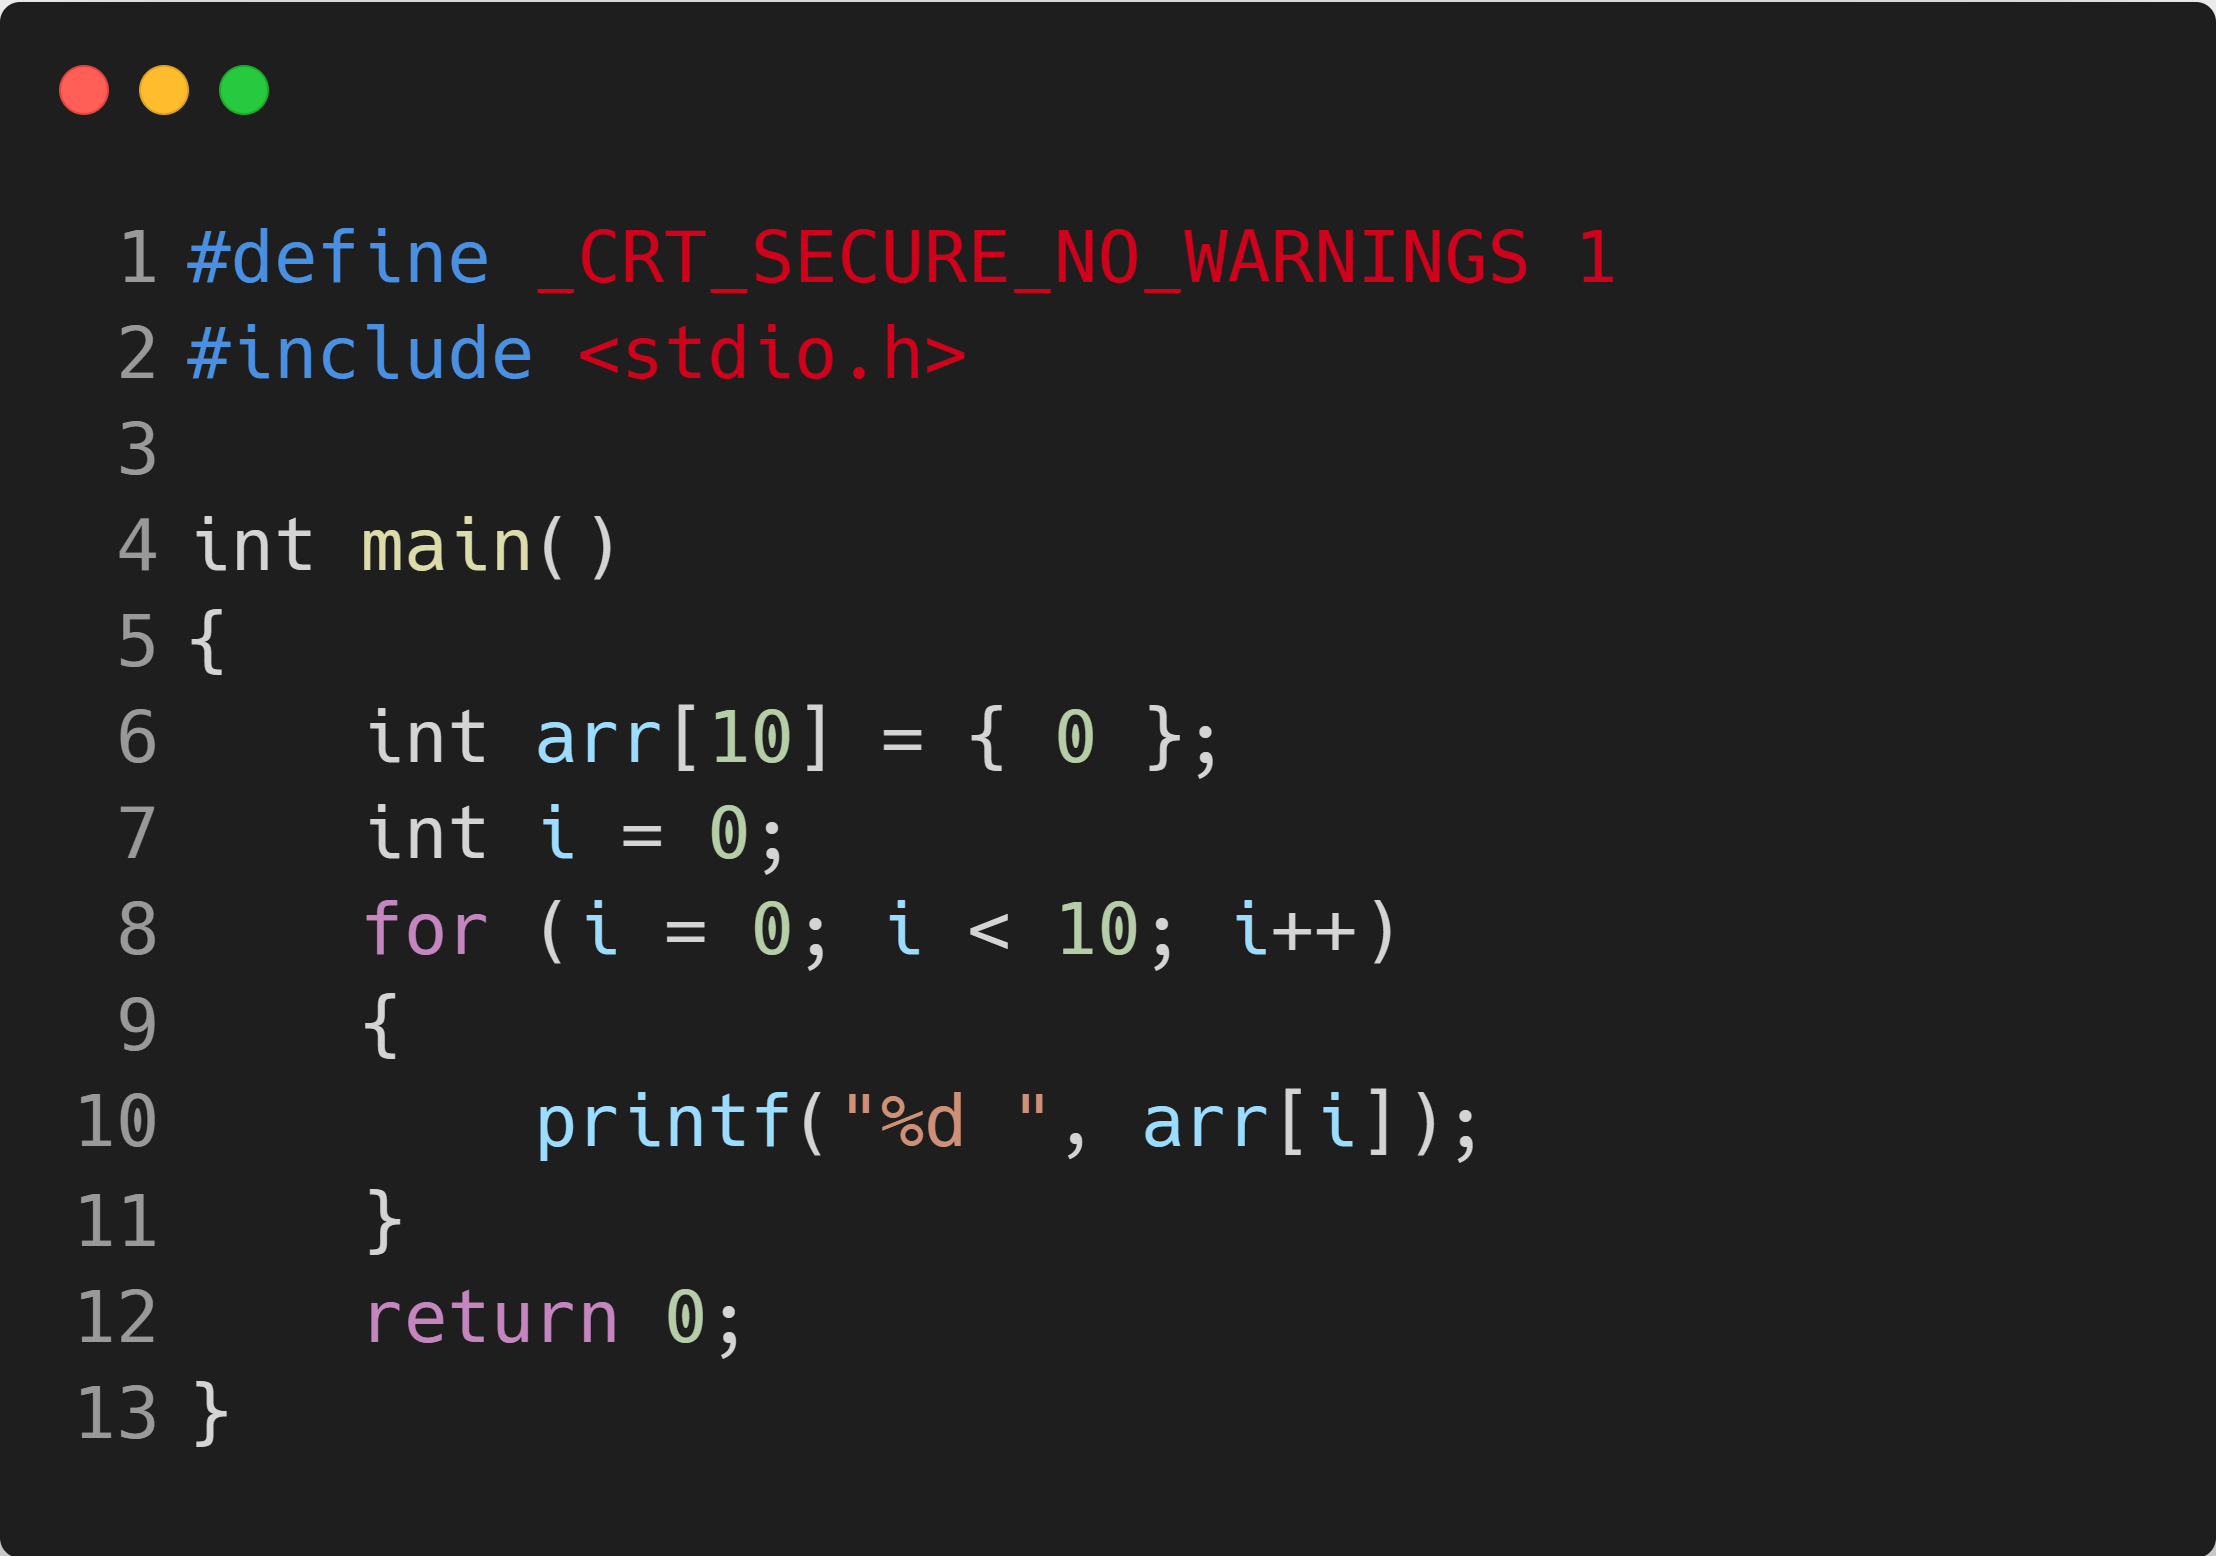 1 #define _CRT_SECURE_NO_WARNINGS 1
2 #include <stdio.h>
3
4 int main()
5 {
6     int arr[10] = { 0 };
7     int i = 0;
8     for (i = 0; i < 10; i++)
9     {
10         printf("%d ", arr[i]);
11     }
12     return 0;
13 }